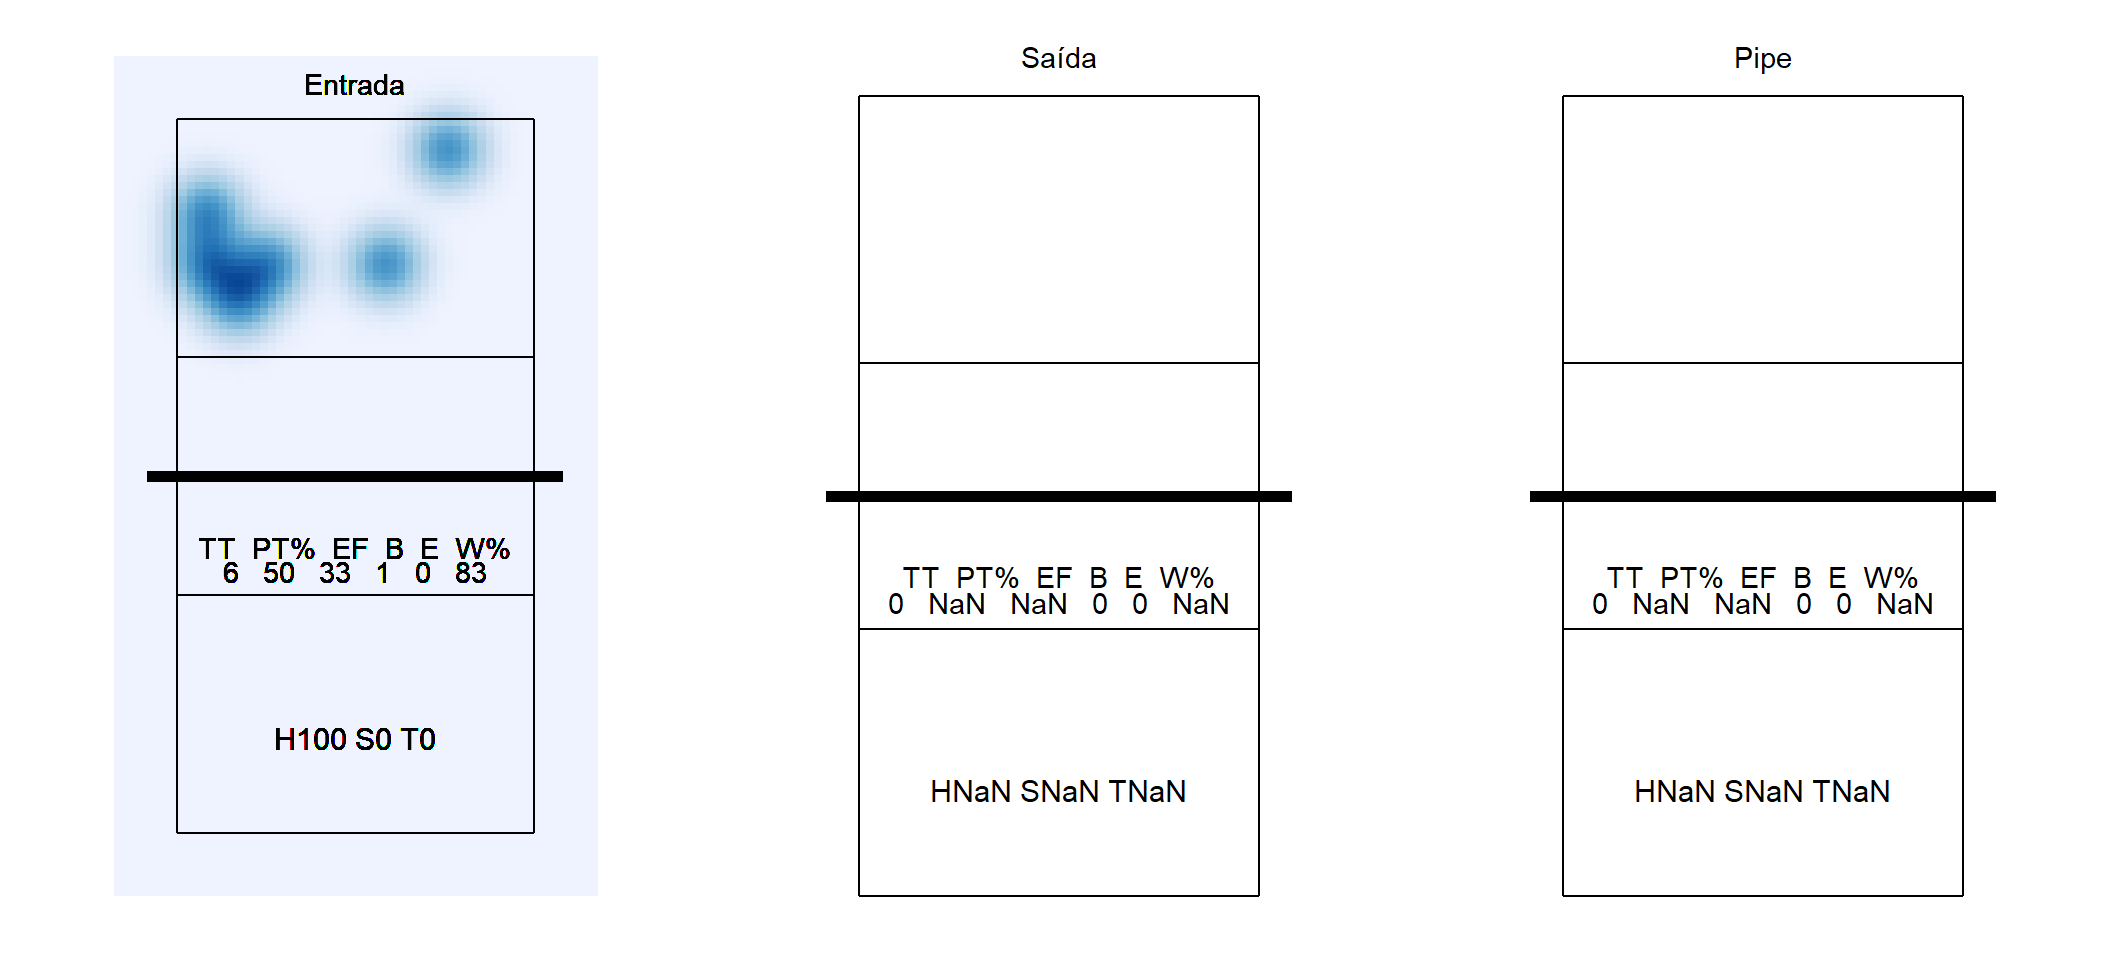 Entrada
TT PT% EF B E W%
6 50 33 1 0 83
H100 S0 T0
Saída
TT PT% EF B E W%
0 NaN NaN 0 0 NaN
HNaN SNaN TNaN
Pipe
TT PT% EF B E W%
0 NaN NaN 0 0 NaN
HNaN SNaN TNaN